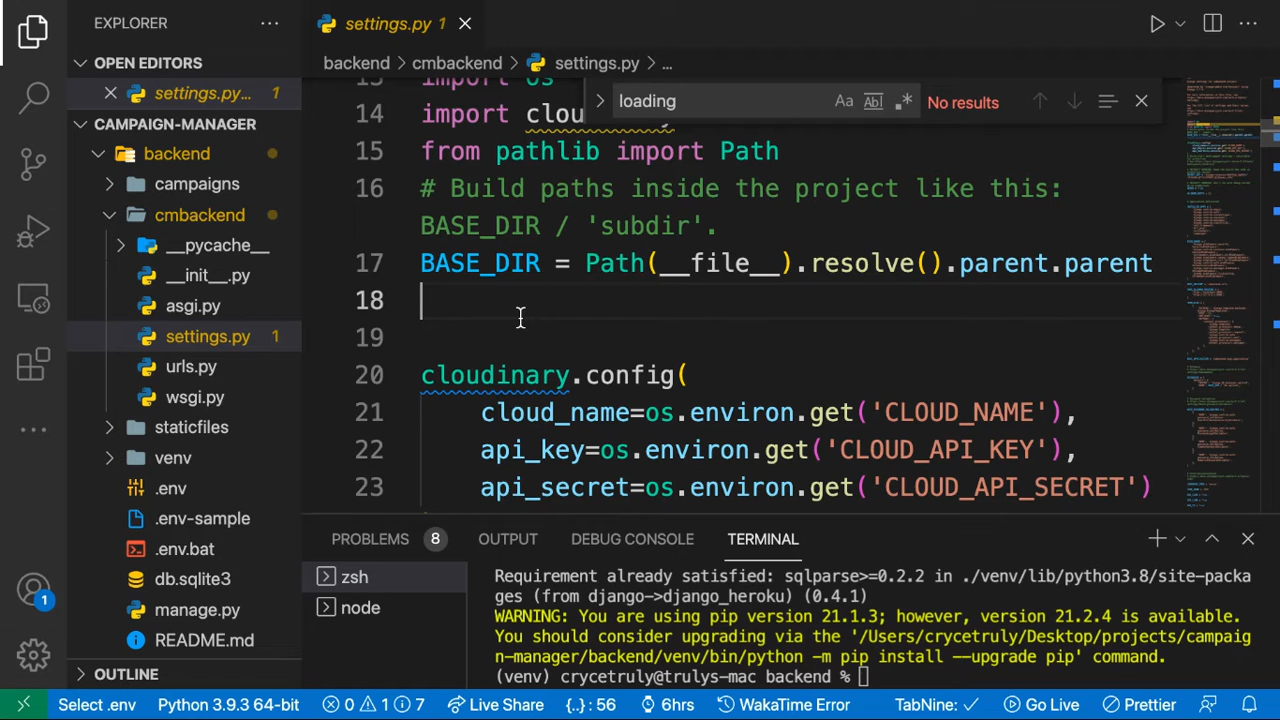 EXPLORER
settings.py 1
OPEN EDITORS
settings.py... 1
CAMPAIGN-MANAGER
backend
campaigns
cmbackend
__pycache__
__init__.py
asgi.py
settings.py 1
urls.py
wsgi.py
staticfiles
venv
.env
.env-sample
.env.bat
db.sqlite3
manage.py
README.md
OUTLINE
backend > cmbackend > settings.py > ...
loading
Aa
No results
import os
14 import clou
15 from pathlib import Path
16 # Build paths inside the project like this:
BASE_DIR / 'subdir'.
17 BASE_DIR = Path(__file__).resolve().parent.parent
18
19
20 cloudinary.config(
21 cloud_name=os.environ.get('CLOUD_NAME'),
22 api_key=os.environ.get('CLOUD_API_KEY'),
23 api_secret=os.environ.get('CLOUD_API_SECRET')
PROBLEMS 8 OUTPUT DEBUG CONSOLE TERMINAL
zsh
node
Requirement already satisfied: sqlparse>=0.2.2 in ./venv/lib/python3.8/site-packa
ges (from django->django_heroku) (0.4.1)
WARNING: You are using pip version 21.1.3; however, version 21.2.4 is available.
You should consider upgrading via the '/Users/crycetruly/Desktop/projects/campaig
n-manager/backend/venv/bin/python -m pip install --upgrade pip' command.
(venv) crycetruly@trulys-mac backend %
1
Select .env Python 3.9.3 64-bit 0 1 7 Live Share {..}: 56 6hrs WakaTime Error TabNine: ✓ Go Live Prettier